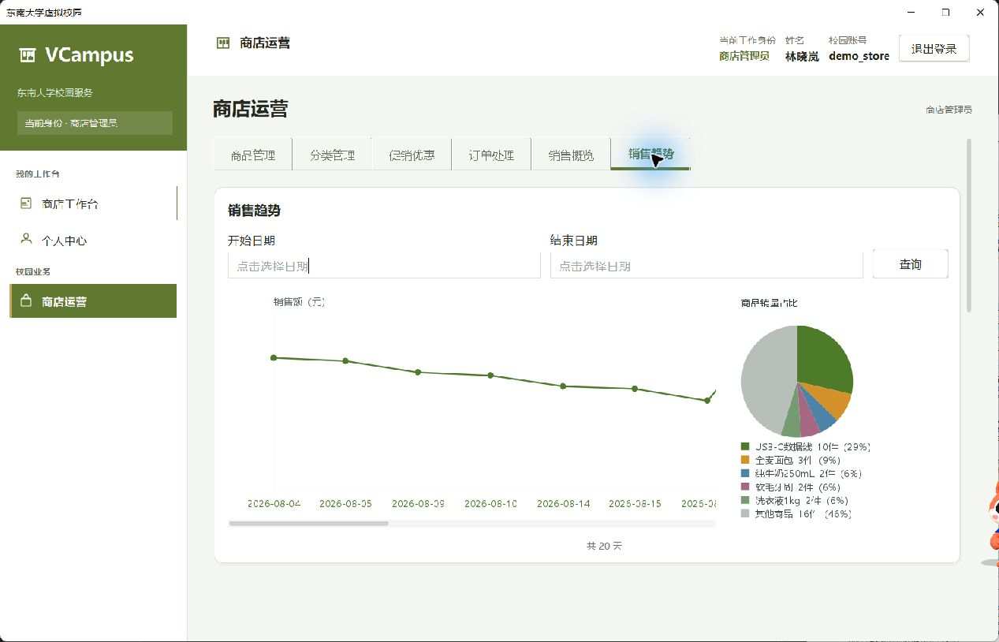 东南大学虚拟校园
VCampus
东南大学校园服务
当前身份 · 商店管理员
我的工作台
商店工作台
个人中心
校园业务
商店运营
商店运营
当前工作身份 姓名 校园账号
商店管理员 林晓岚 demo_store
退出登录
商店运营
商店管理员
商品管理 分类管理 促销优惠 订单处理 销售概览 销售趋势
销售趋势
开始日期 结束日期
点击选择日期 点击选择日期 查询
销售额（元）
2026-08-04 2026-08-05 2026-08-09 2026-08-10 2026-08-14 2026-08-15 2026-08
共 20 天
商品销量占比
USB-C数据线 10件 (29%)
全麦面包 3件 (9%)
纯牛奶250mL 2件 (6%)
软毛牙刷 2件 (6%)
洗衣液1kg 2件 (6%)
其他商品 16件 (46%)